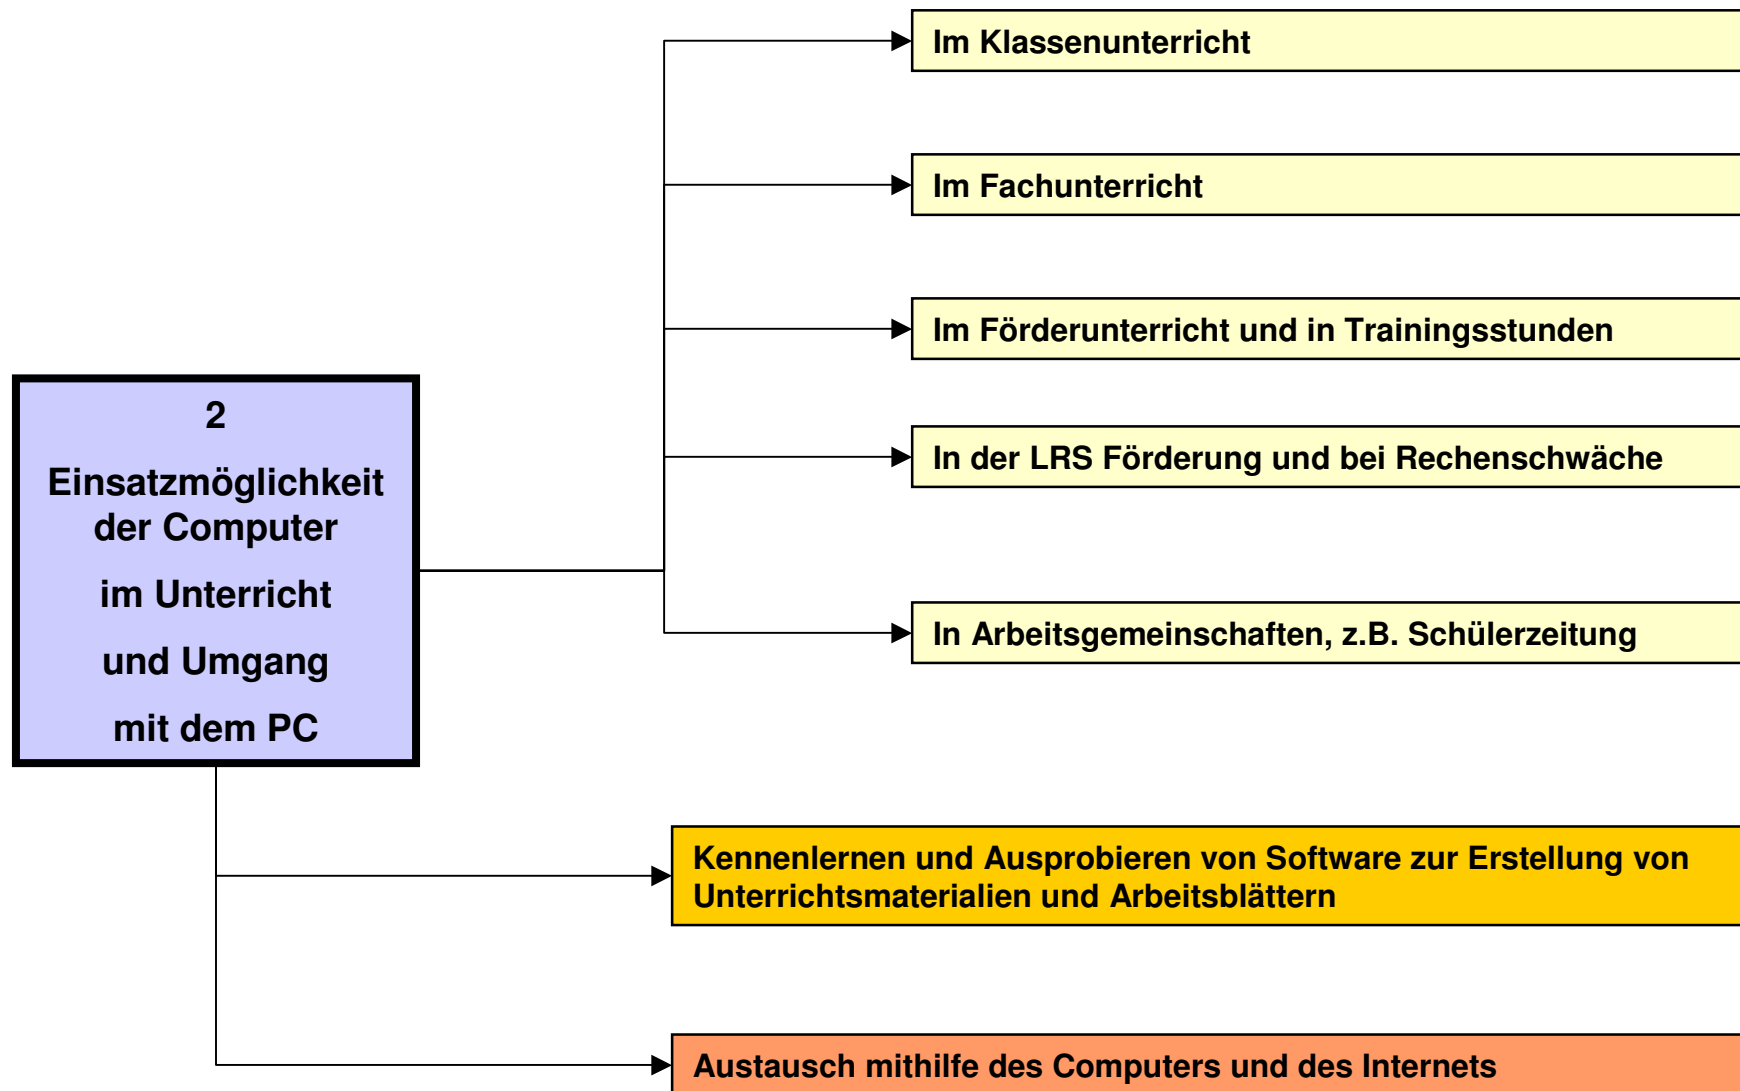 Im Klassenunterricht
Im Fachunterricht
Im Förderunterricht und in Trainingsstunden
In der LRS Förderung und bei Rechenschwäche
In Arbeitsgemeinschaften, z.B. Schülerzeitung
2
Einsatzmöglichkeit
der Computer
im Unterricht
und Umgang
mit dem PC
Kennenlernen und Ausprobieren von Software zur Erstellung von
Unterrichtsmaterialien und Arbeitsblättern
Austausch mithilfe des Computers und des Internets